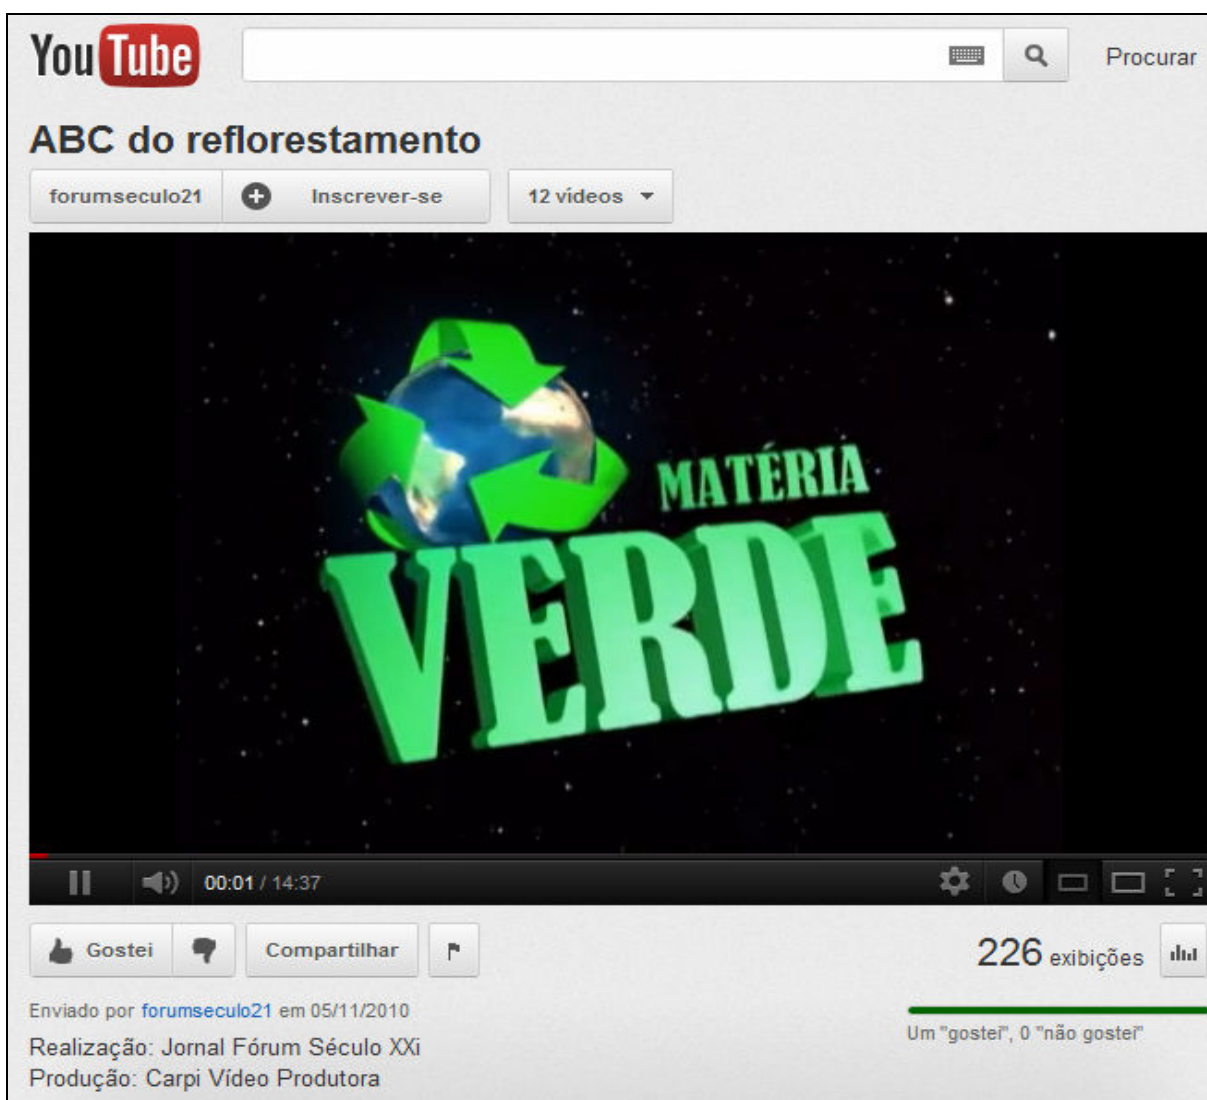 YouTube
Procurar
ABC do reflorestamento
forumseculo21 Inscrever-se 12 vídeos
MATÉRIA
VERDE
00:01 / 14:37
Gostei Compartilhar 226 exibições
Enviado por forumseculo21 em 05/11/2010
Um "gostei", 0 "não gostei"
Realização: Jornal Fórum Século XXi
Produção: Carpi Vídeo Produtora